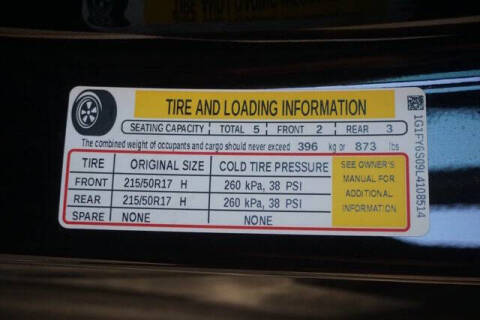 TIRE AND LOADING INFORMATION
SEATING CAPACITY TOTAL 5 FRONT 2 REAR 3
The combined weight of occupants and cargo should never exceed 396 kg or 873 lbs
TIRE ORIGINAL SIZE COLD TIRE PRESSURE
FRONT 215/50R17 H 260 kPa, 38 PSI
REAR 215/50R17 H 260 kPa, 38 PSI
SPARE NONE NONE
SEE OWNER'S
MANUAL FOR
ADDITIONAL
INFORMATION
1G1FY6S09L4108514